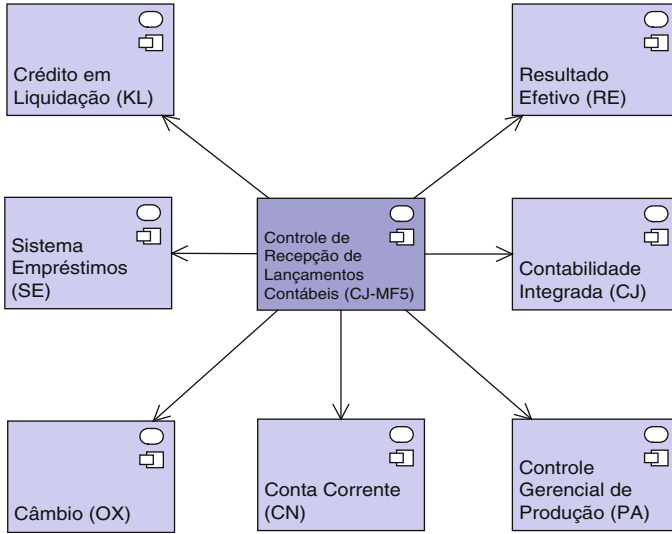 Crédito em
Liquidação (KL)
Resultado
Efetivo (RE)
Sistema
Empréstimos
(SE)
Controle de
Recepção de
Lançamentos
Contábeis (CJ-MF5)
Contabilidade
Integrada (CJ)
Câmbio (OX)
Conta Corrente
(CN)
Controle
Gerencial de
Produção (PA)